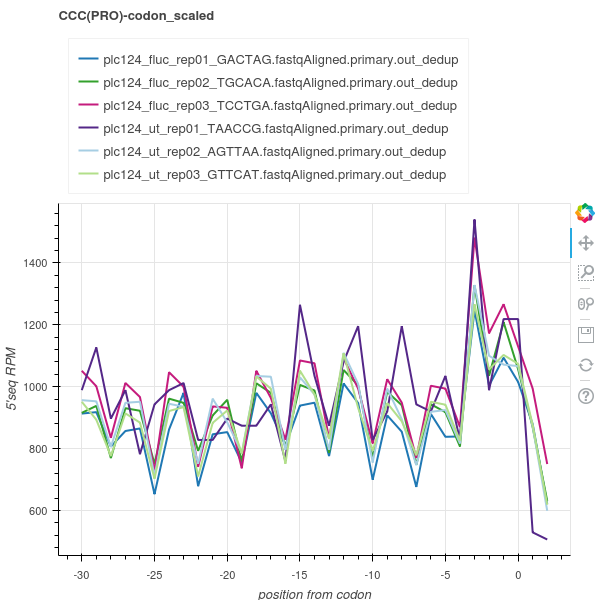 CCC(PRO)-codon_scaled
plc124_fluc_rep01_GACTAG.fastqAligned.primary.out_dedup
plc124_fluc_rep02_TGCACA.fastqAligned.primary.out_dedup
plc124_fluc_rep03_TCCTGA.fastqAligned.primary.out_dedup
plc124_ut_rep01_TAACCG.fastqAligned.primary.out_dedup
plc124_ut_rep02_AGTTAA.fastqAligned.primary.out_dedup
plc124_ut_rep03_GTTCAT.fastqAligned.primary.out_dedup
1400
1200
1000
800
600
5'seq RPM
-30 -25 -20 -15 -10 -5 0
position from codon